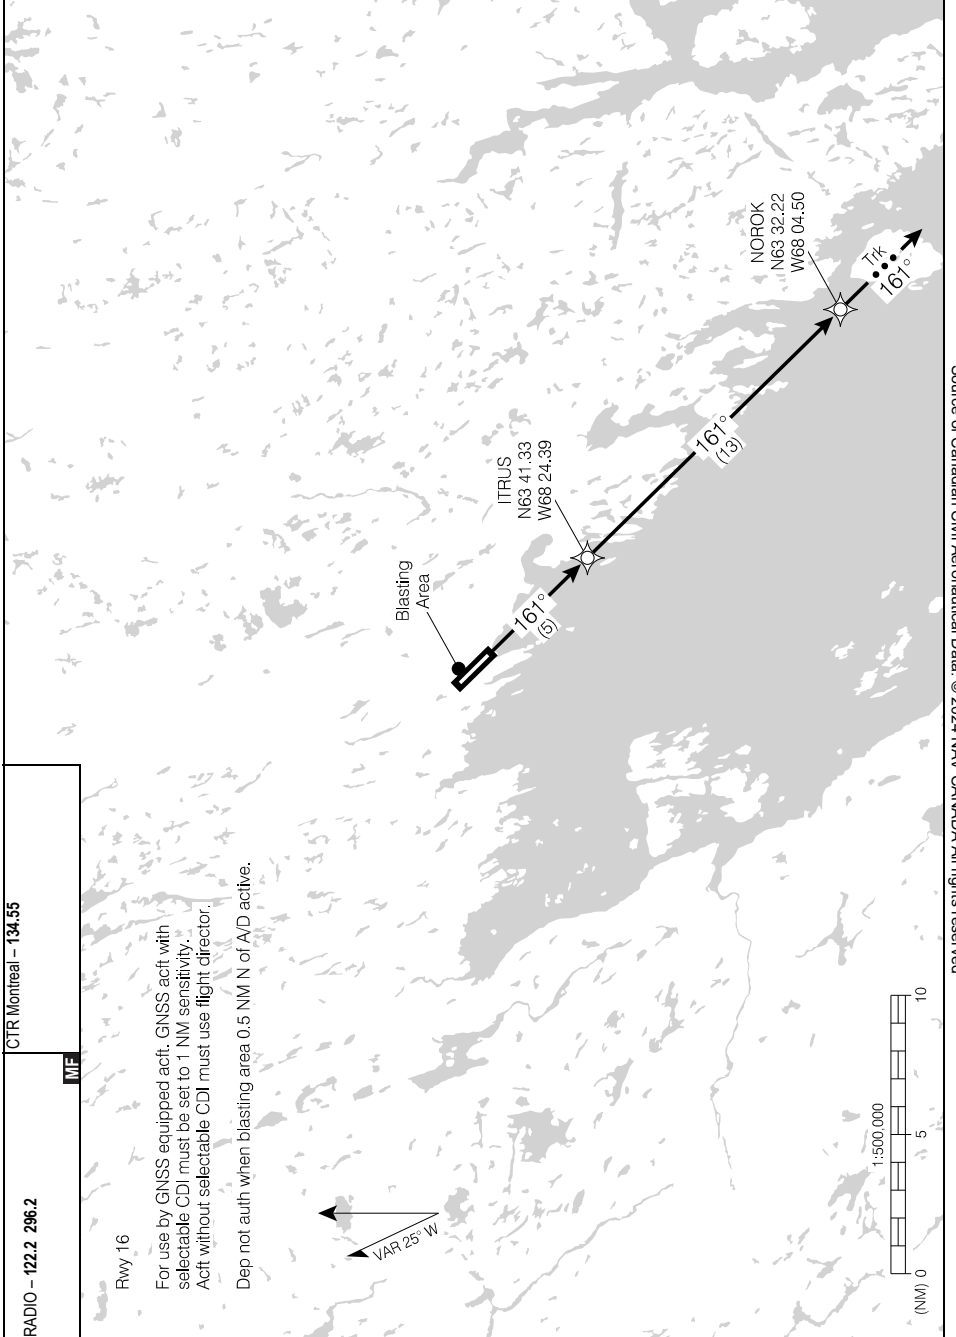 RADIO – 122.2 296.2
MF
CTR Montreal – 134.55
Rwy 16
For use by GNSS equipped acft. GNSS acft with
selectable CDI must be set to 1 NM sensitivity.
Acft without selectable CDI must use flight director.
Dep not auth when blasting area 0.5 NM N of A/D active.
VAR 25° W
Blasting
Area
161°
(5)
ITRUS
N63 41.33
W68 24.39
161°
(13)
NOROK
N63 32.22
W68 04.50
Trk
161°
1:500,000
(NM) 0 5 10
Source of Canadian Civil Aeronautical Data: © 2024 NAV CANADA All rights reserved